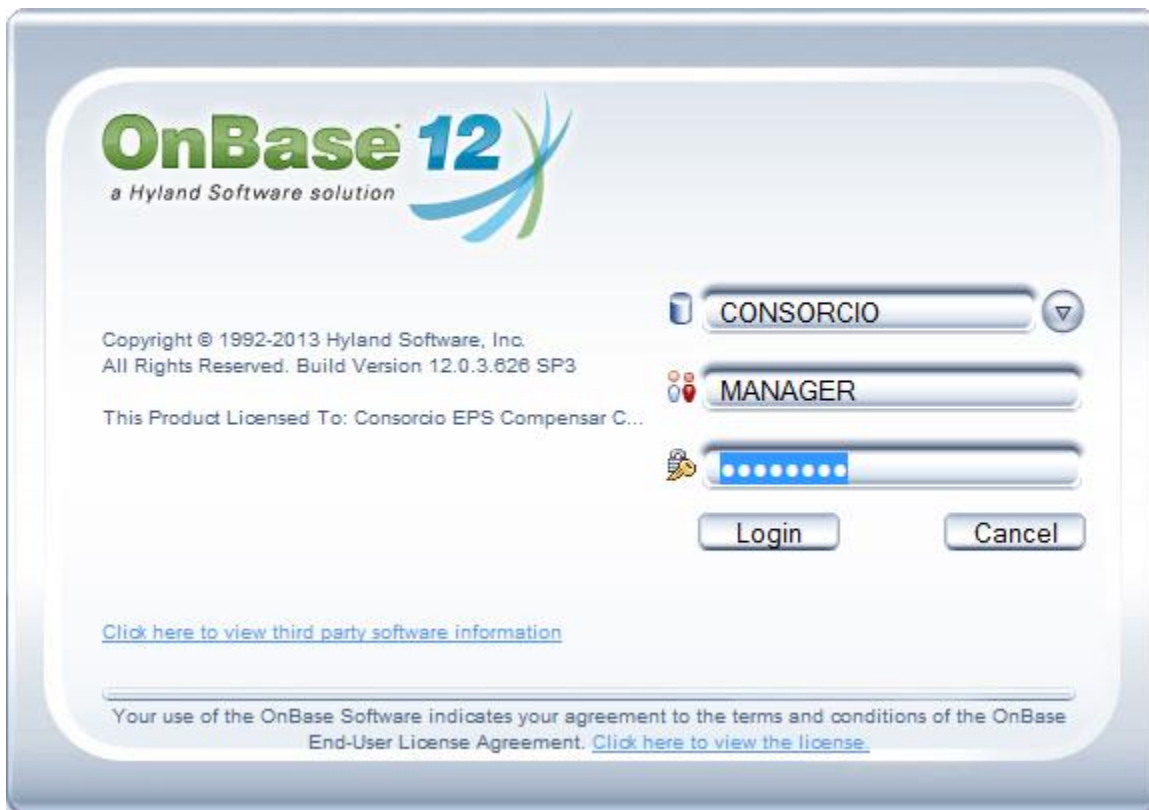 OnBase 12
a Hyland Software solution
CONSORCIO
Copyright © 1992-2013 Hyland Software, Inc.
All Rights Reserved. Build Version 12.0.3.626 SP3
MANAGER
This Product Licensed To: Consorcio EPS Compensar C...
••••••••
Login Cancel
Click here to view third party software information
Your use of the OnBase Software indicates your agreement to the terms and conditions of the OnBase
End-User License Agreement. Click here to view the license.